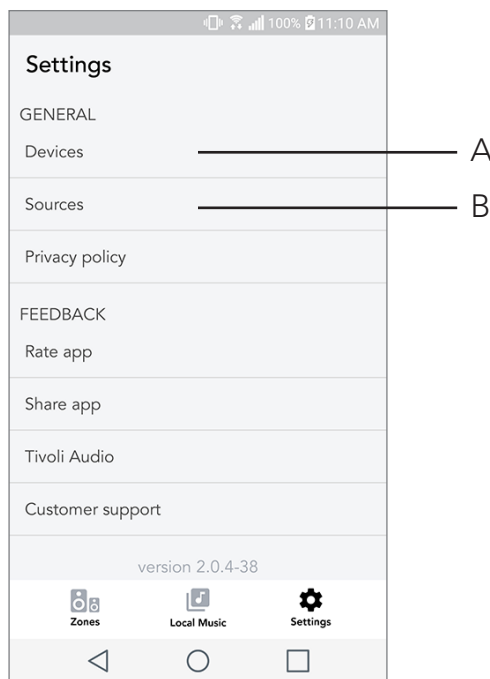 100% 11:10 AM
Settings
GENERAL
Devices
A
Sources
B
Privacy policy
FEEDBACK
Rate app
Share app
Tivoli Audio
Customer support
version 2.0.4-38
Zones Local Music Settings